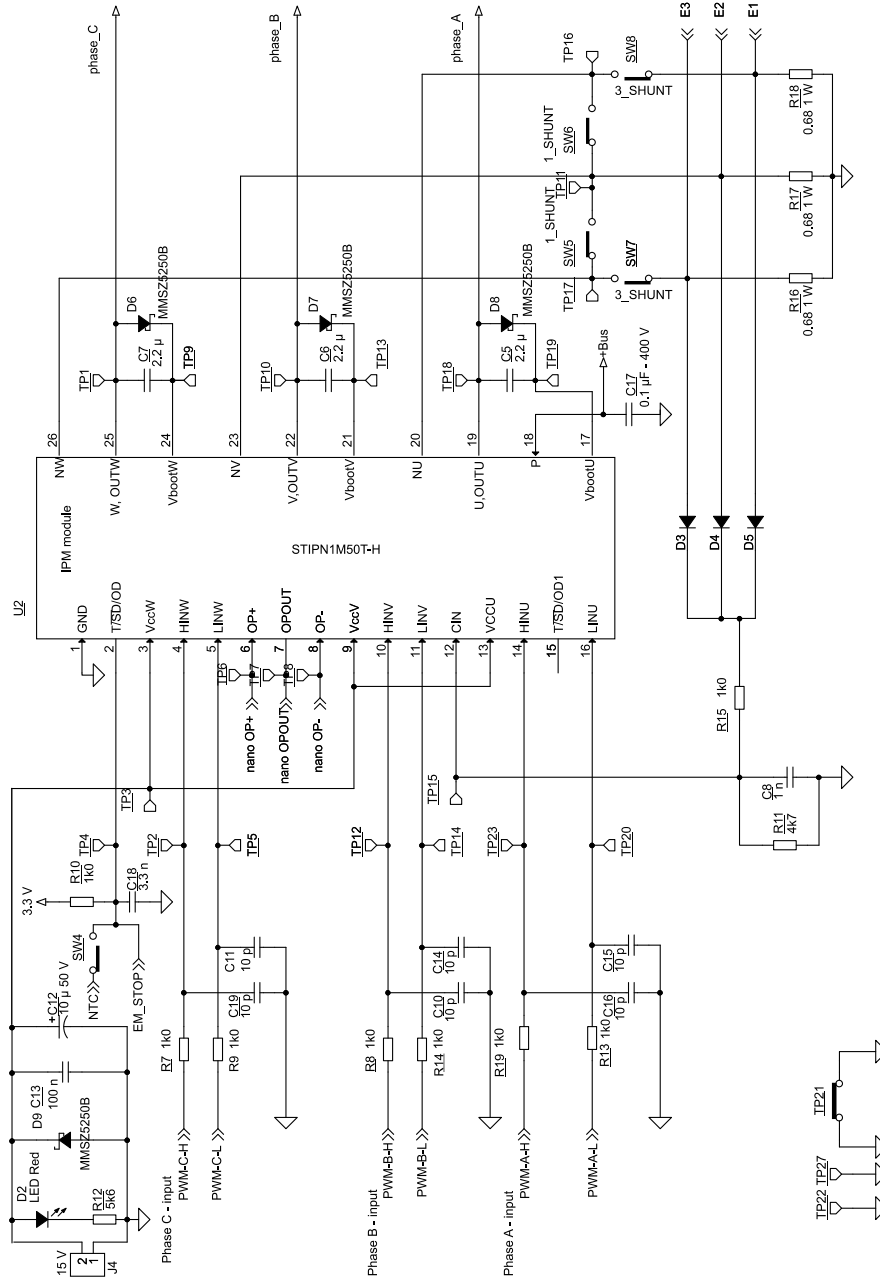 15 V
2
1
J4
D2
LED Red
R12
5k6
D9
MMSZ5250B
C13
100 n
+C12
10 µ 50 V
NTC
SW4
EM_STOP
3.3 V
R10
1k0
C18
3.3 n
TP4
TP3
Phase C - input
PWM-C-H
PWM-C-L
R7 1k0
R9 1k0
C19
10 p
C11
10 p
TP2
TP5
Phase B - input
PWM-B-H
PWM-B-L
R8 1k0
R14 1k0
C10
10 p
C14
10 p
TP12
TP14
TP15
Phase A - input
PWM-A-H
PWM-A-L
R19 1k0
R13 1k0
C16
10 p
C15
10 p
TP23
TP20
TP6
TP7
TP8
nano OP+
nano OPOUT
nano OP-
U2
IPM module
STIPN1M50T-H
1 GND
2 T/SD/OD
3 VccW
4 HINW
5 LINW
6 OP+
7 OPOUT
8 OP-
9 VccV
10 HINV
11 LINV
12 CIN
13 VCCU
14 HINU
15 T/SD/OD1
16 LINU
NW 26
W, OUTW 25
VbootW 24
NV 23
V,OUTV 22
VbootV 21
NU 20
U,OUTU 19
P 18
VbootU 17
TP1
C7
2.2 µ
TP9
D6
MMSZ5250B
phase_C
TP10
C6
2.2 µ
TP13
D7
MMSZ5250B
phase_B
TP18
C5
2.2 µ
TP19
D8
MMSZ5250B
phase_A
+Bus
C17
0.1 µF - 400 V
TP17
SW5
1_SHUNT
TP11
SW6
1_SHUNT
TP16
SW7
3_SHUNT
SW8
3_SHUNT
E3
E2
E1
R16
0.68 1 W
R17
0.68 1 W
R18
0.68 1 W
D3
D4
D5
R15 1k0
C8
1 n
R11
4k7
TP22
TP27
TP21